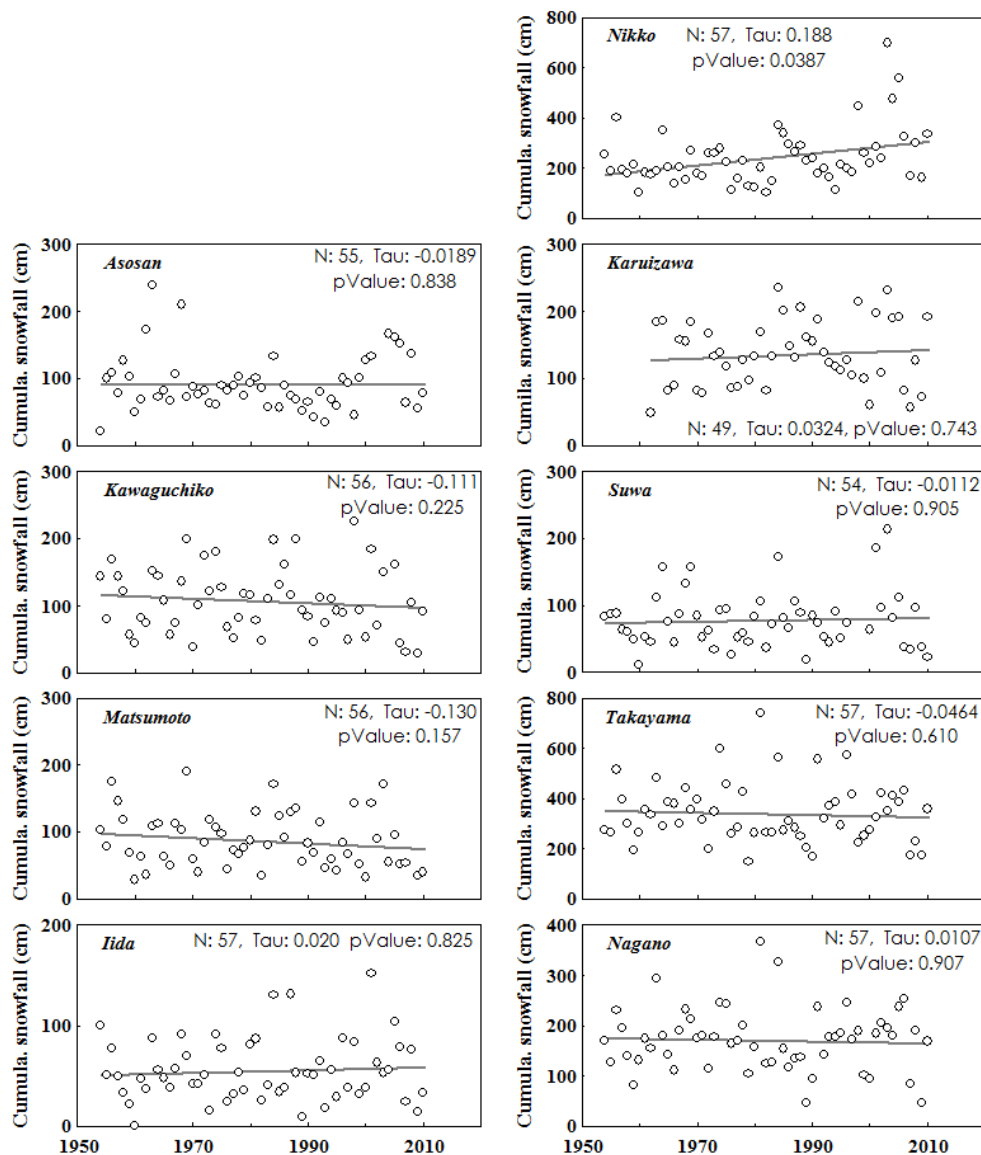 Nikko N: 57, Tau: 0.188
pValue: 0.0387
Cumula. snowfall (cm)
800
600
400
200
0
Asosan N: 55, Tau: -0.0189
pValue: 0.838
Cumula. snowfall (cm)
300
200
100
0
Karuizawa
N: 49, Tau: 0.0324, pValue: 0.743
Cumila. snowfall (cm)
300
200
100
0
Kawaguchiko N: 56, Tau: -0.111
pValue: 0.225
Cumula. snowfall (cm)
300
200
100
0
Suwa N: 54, Tau: -0.0112
pValue: 0.905
Cumula. snowfall (cm)
300
200
100
0
Matsumoto N: 56, Tau: -0.130
pValue: 0.157
Cumula. snowfall (cm)
300
200
100
0
Takayama N: 57, Tau: -0.0464
pValue: 0.610
Cumula. snowfall (cm)
800
600
400
200
0
Iida N: 57, Tau: 0.020 pValue: 0.825
Cumula. snowfall (cm)
200
100
0
1950 1970 1990 2010
Nagano N: 57, Tau: 0.0107
pValue: 0.907
Cumula. snowfall (cm)
400
300
200
100
0
1950 1970 1990 2010